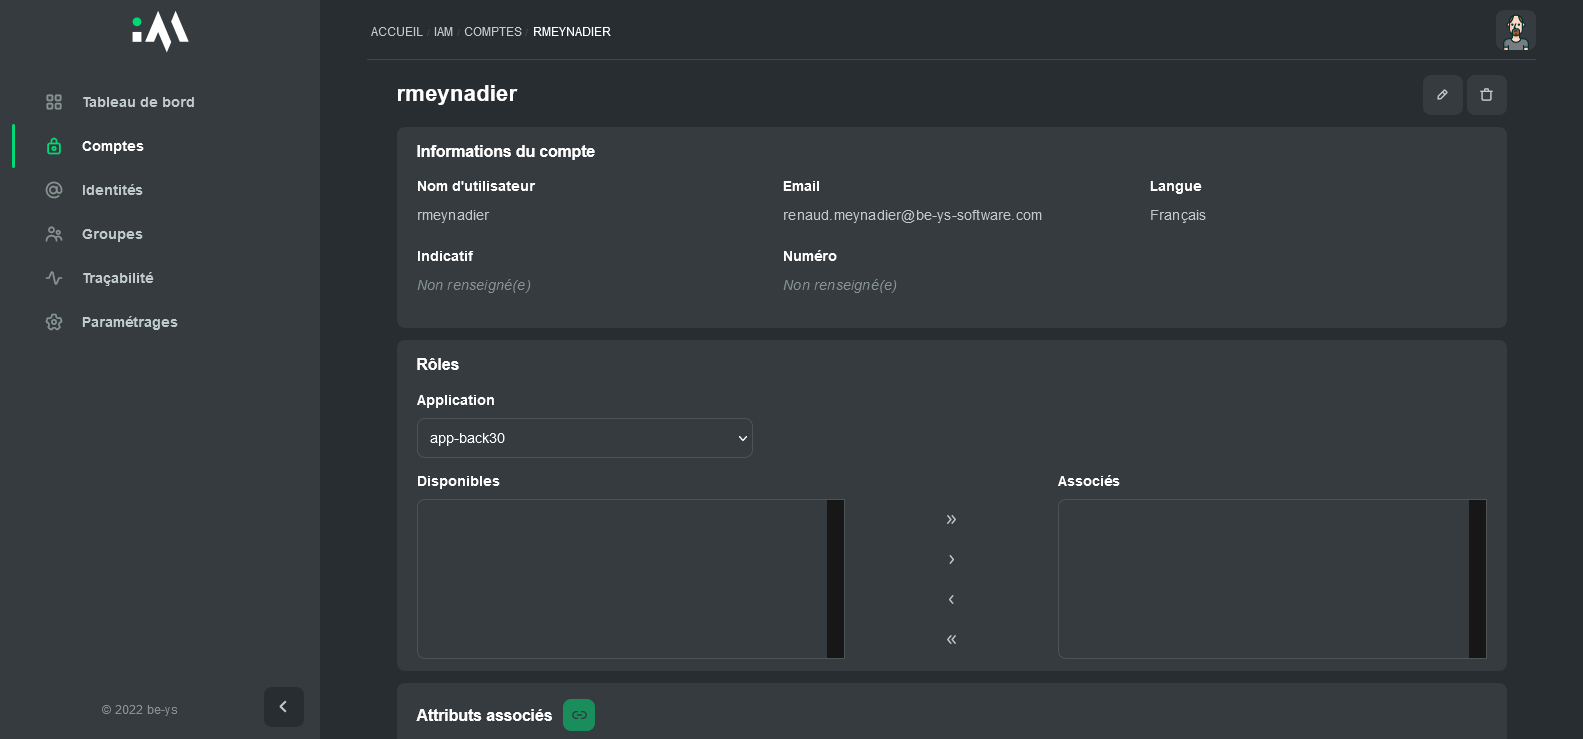 ACCUEIL / IAM / COMPTES / RMEYNADIER
Tableau de bord
Comptes
Identités
Groupes
Traçabilité
Paramétrages
© 2022 be-ys
rmeynadier
Informations du compte
Nom d'utilisateur Email Langue
rmeynadier renaud.meynadier@be-ys-software.com Français
Indicatif Numéro
Non renseigné(e) Non renseigné(e)
Rôles
Application
app-back30
Disponibles Associés
Attributs associés